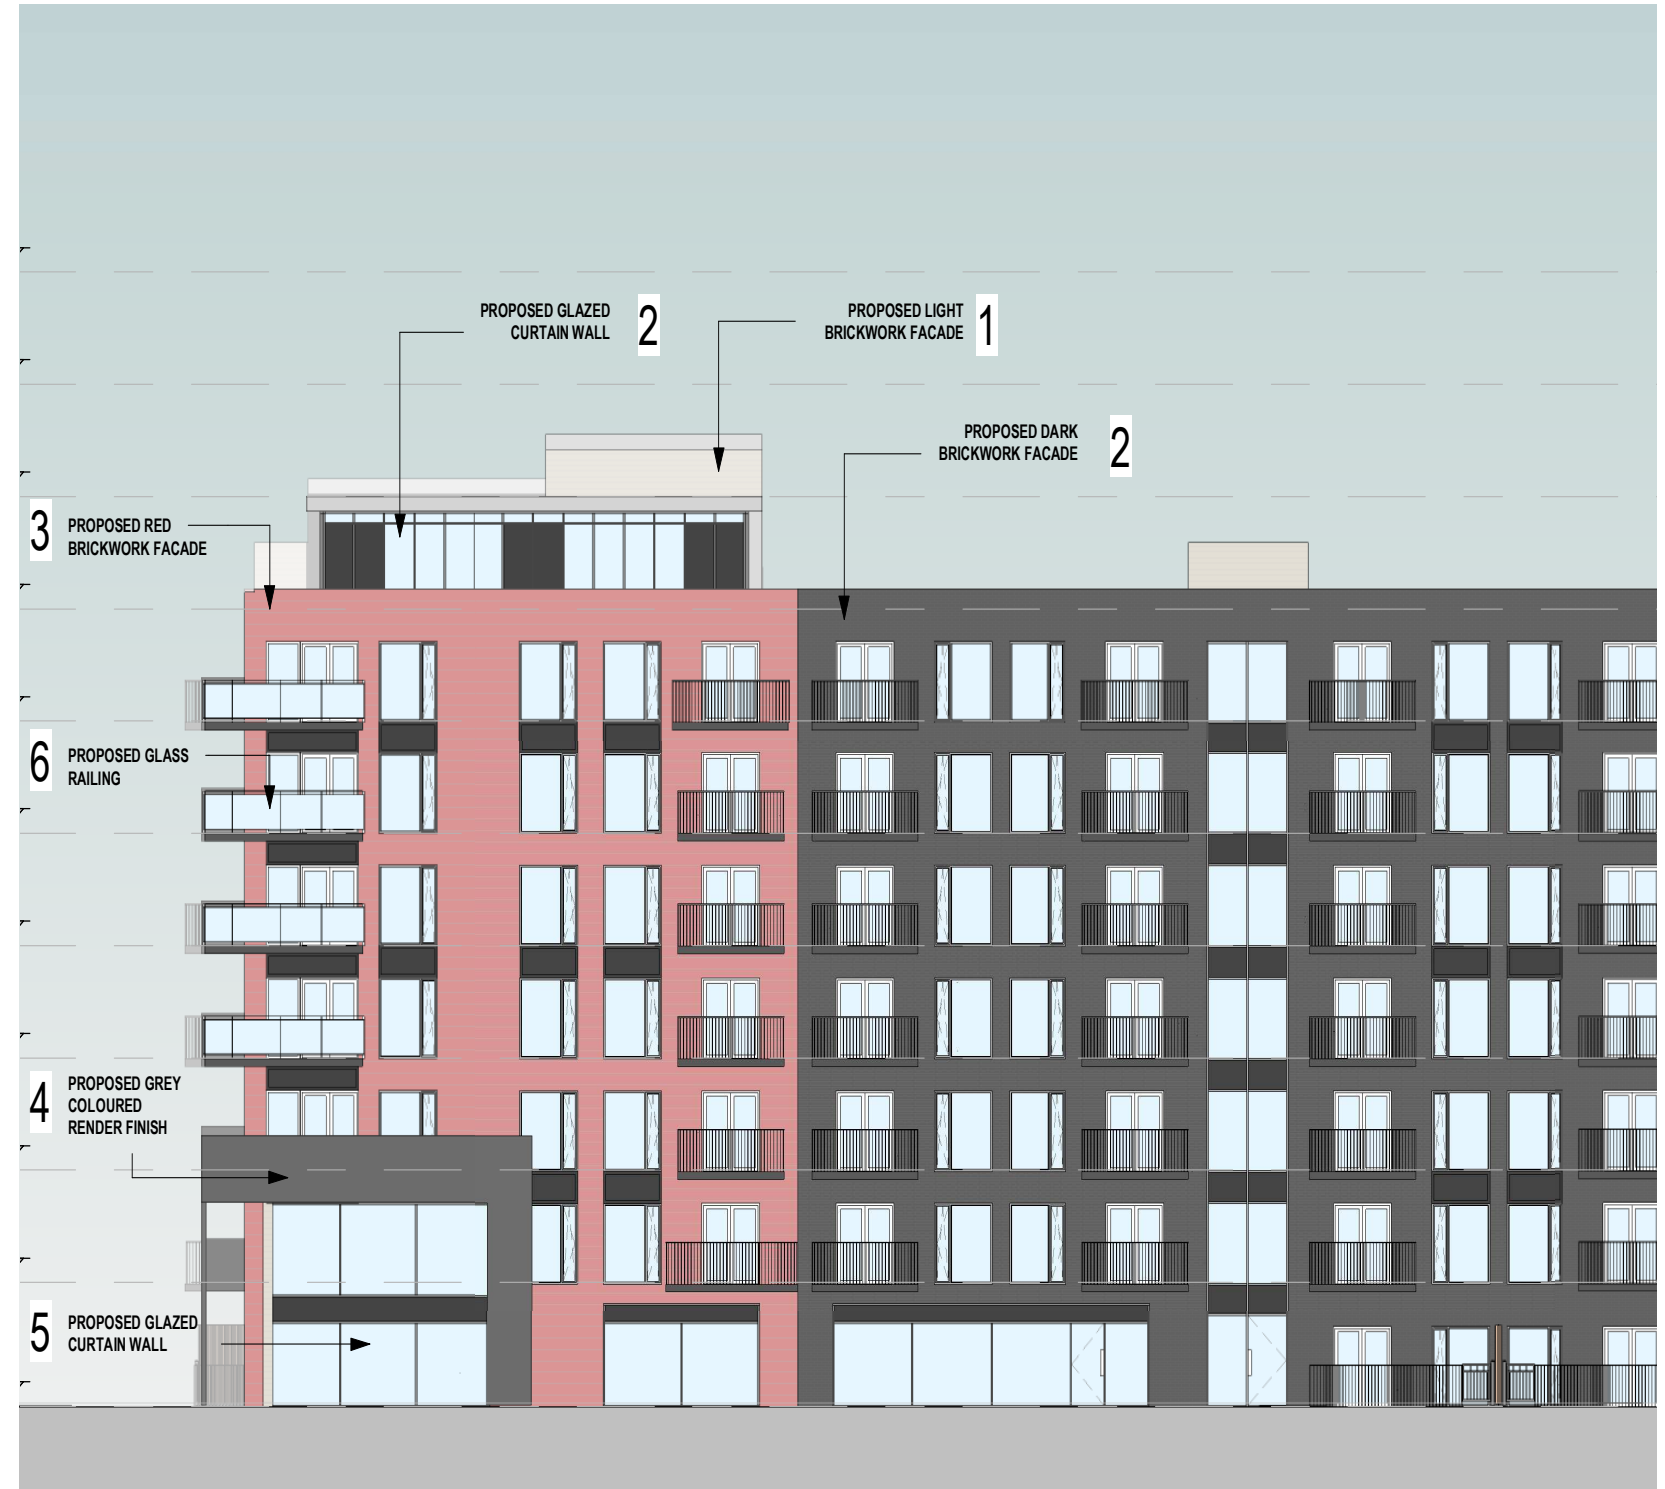 PROPOSED GLAZED
CURTAIN WALL
2
PROPOSED LIGHT
BRICKWORK FACADE
1
PROPOSED DARK
BRICKWORK FACADE
2
3
PROPOSED RED
BRICKWORK FACADE
6
PROPOSED GLASS
RAILING
4
PROPOSED GREY
COLOURED
RENDER FINISH
5
PROPOSED GLAZED
CURTAIN WALL